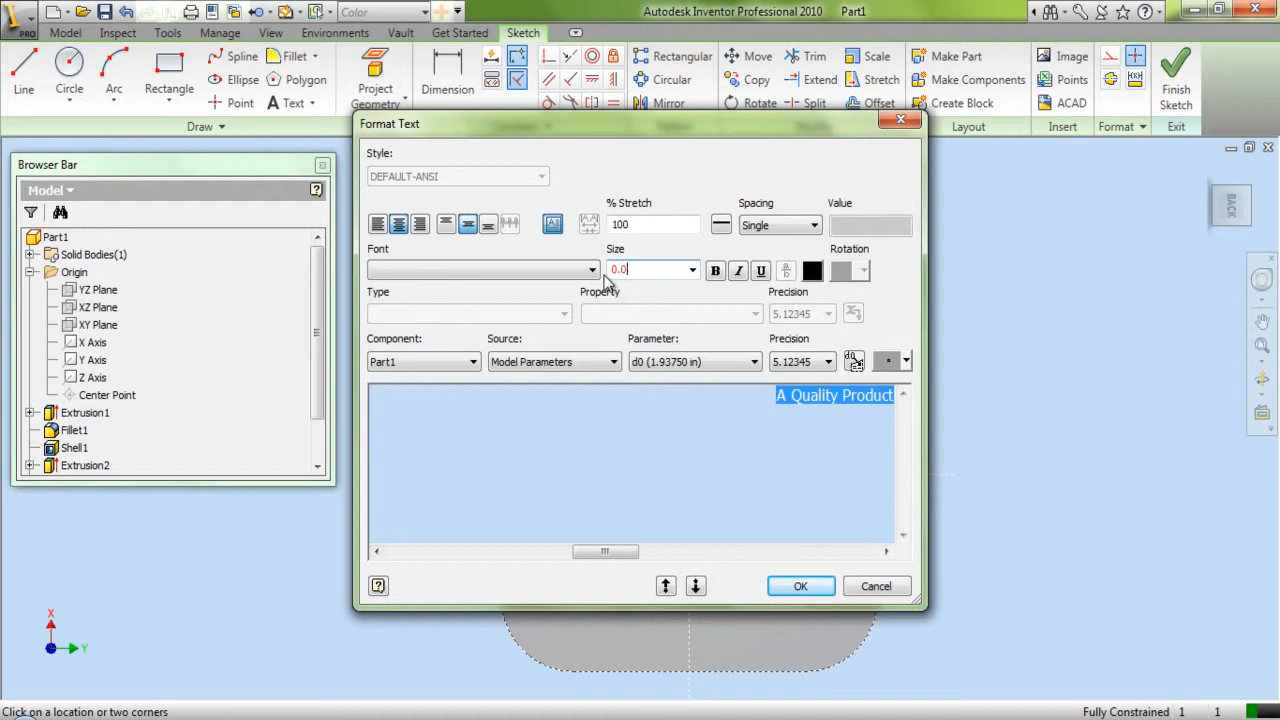 PRO
Color
Autodesk Inventor Professional 2010 Part1
Model Inspect Tools Manage View Environments Vault Get Started Sketch
Line
Circle
Arc
Rectangle
Spline
Ellipse
Point
Fillet
Polygon
Text
Project
Geometry
Dimension
Rectangular
Circular
Mirror
Move
Copy
Rotate
Trim
Extend
Split
Scale
Stretch
Offset
Make Part
Make Components
Create Block
Image
Points
ACAD
Finish
Sketch
Draw
Layout
Insert
Format
Exit
Browser Bar
Model
Part1
Solid Bodies(1)
Origin
YZ Plane
XZ Plane
XY Plane
X Axis
Y Axis
Z Axis
Center Point
Extrusion1
Fillet1
Shell1
Extrusion2
Format Text
Style:
DEFAULT-ANSI
% Stretch
Spacing
Value
100
Single
Font
Size
Rotation
0.0
B I U
Type
Property
Precision
5.12345
Component:
Source:
Parameter:
Precision
Part1
Model Parameters
d0 (1.93750 in)
5.12345
A Quality Product
OK
Cancel
BACK
X
Y
Click on a location or two corners
Fully Constrained 1 1